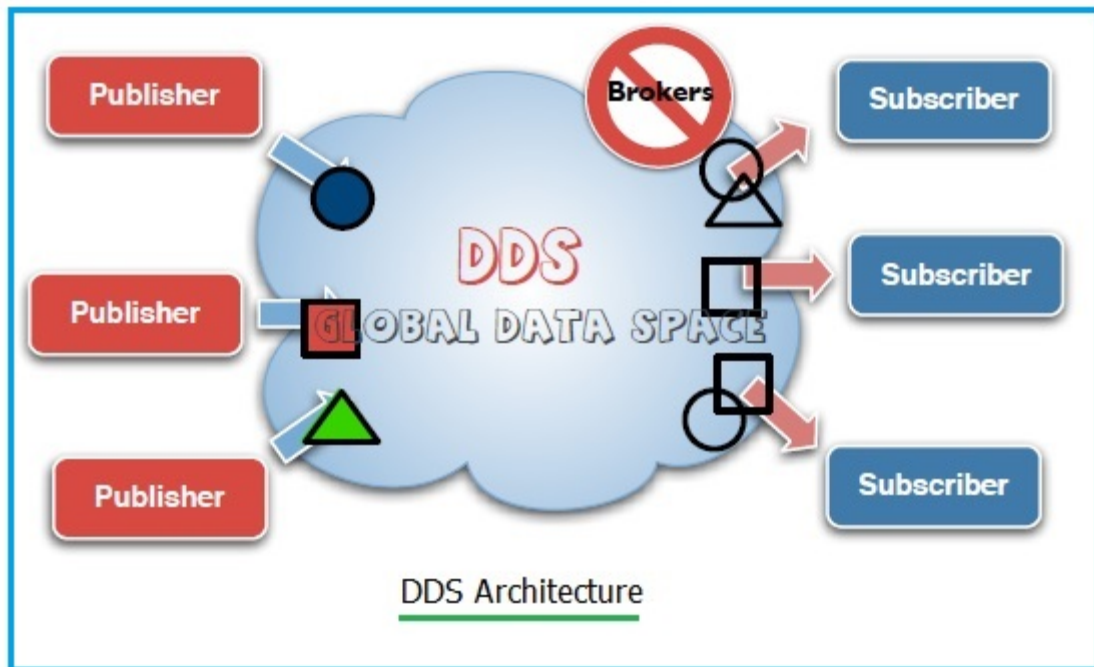 Publisher
Brokers
Subscriber
DDS
Publisher
Subscriber
GLOBAL DATA SPACE
Publisher
Subscriber
DDS Architecture